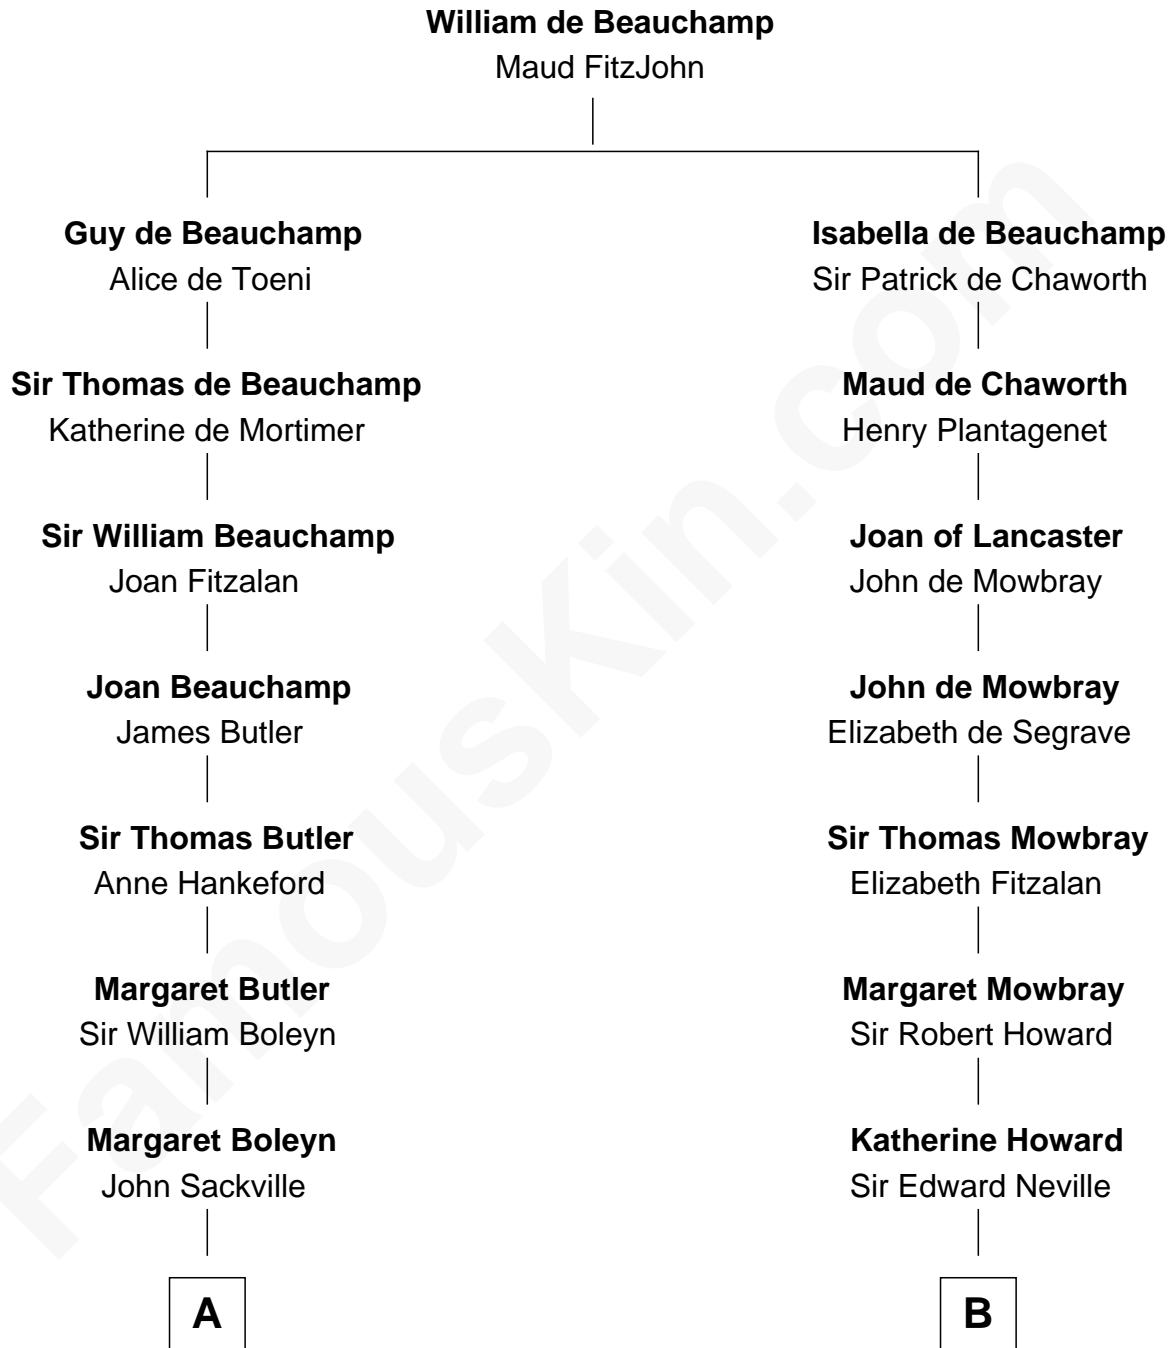 William de Beauchamp
Maud FitzJohn
Guy de Beauchamp
Alice de Toeni
Isabella de Beauchamp
Sir Patrick de Chaworth
Sir Thomas de Beauchamp
Katherine de Mortimer
Maud de Chaworth
Henry Plantagenet
Sir William Beauchamp
Joan Fitzalan
Joan of Lancaster
John de Mowbray
Joan Beauchamp
James Butler
John de Mowbray
Elizabeth de Segrave
Sir Thomas Butler
Anne Hankeford
Sir Thomas Mowbray
Elizabeth Fitzalan
Margaret Butler
Sir William Boleyn
Margaret Mowbray
Sir Robert Howard
Margaret Boleyn
John Sackville
Katherine Howard
Sir Edward Neville
A
B
FamousKin.com